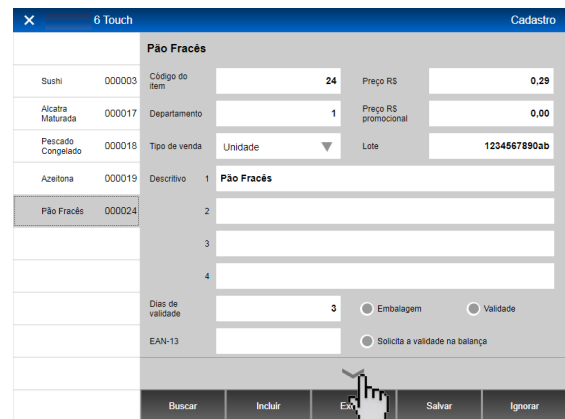 6 Touch Cadastro
Pão Fracês
Sushi 000003
Código do item 24
Preço R$ 0,29
Alcatra Maturada 000017
Departamento 1
Preço R$ promocional 0,00
Pescado Congelado 000018
Tipo de venda Unidade
Lote 1234567890ab
Azeitona 000019
Descritivo 1 Pão Fracês
Pão Fracês 000024
2
3
4
Dias de validade 3
Embalagem
Validade
EAN-13
Solicita a validade na balança
Buscar Incluir Salvar Ignorar